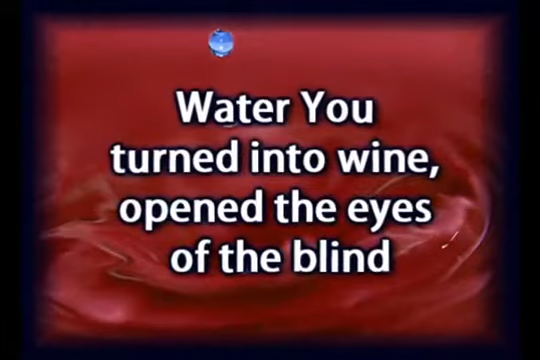 Water You
turned into wine,
opened the eyes
of the blind